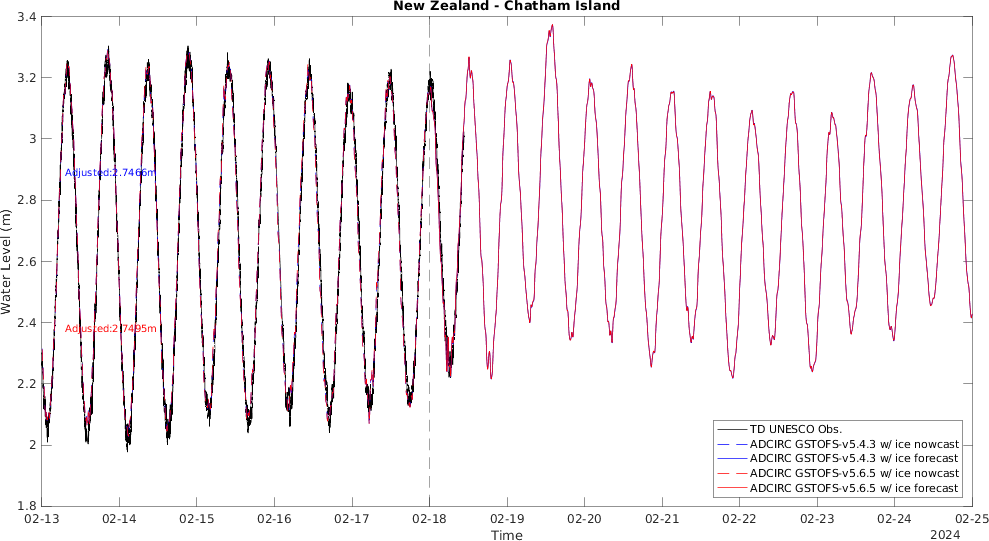 New Zealand - Chatham Island
3.4
3.2
3
2.8
2.6
2.4
2.2
2
1.8
Water Level (m)
Adjusted:2.7466m
Adjusted:2.7495m
TD UNESCO Obs.
ADCIRC GSTOFS-v5.4.3 w/ ice nowcast
ADCIRC GSTOFS-v5.4.3 w/ ice forecast
ADCIRC GSTOFS-v5.6.5 w/ ice nowcast
ADCIRC GSTOFS-v5.6.5 w/ ice forecast
02-13 02-14 02-15 02-16 02-17 02-18 02-19 02-20 02-21 02-22 02-23 02-24 02-25
Time
2024